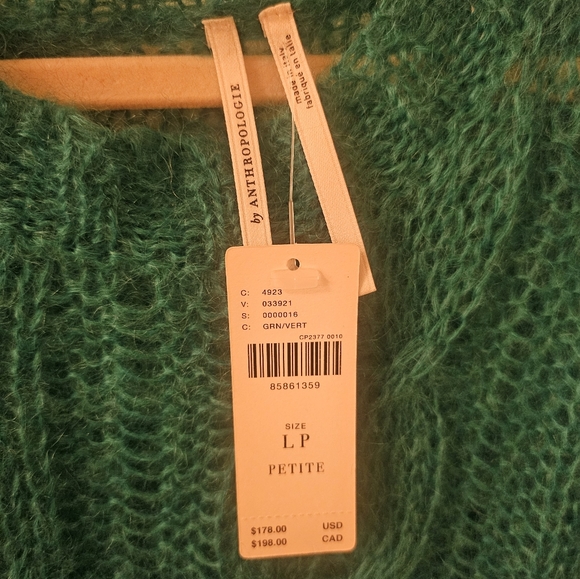 by ANTHROPOLOGIE
made in italy
fabriqué en italie
C: 4923
V: 033921
S: 0000016
C: GRN/VERT
CP2377 0010
85861359
SIZE
L P
PETITE
$178.00 USD
$198.00 CAD